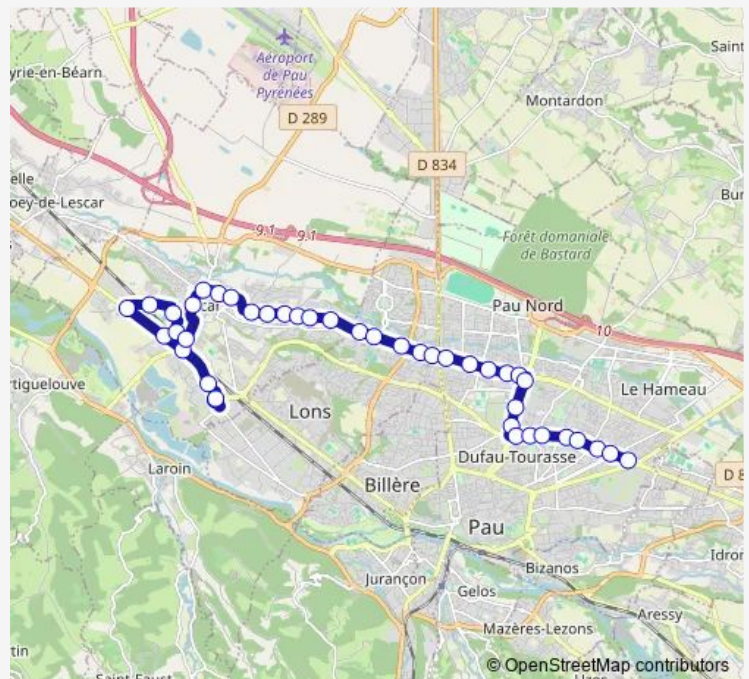 Saint
yrie-en-Béarn
Aéroport
de Pau
Pyrénées
Montardon
D 289
D 834
elle
oey-de-Lescar
Bur
9.1
9.1
Forêt domaniale
de Bastard
Pau Nord
10
rtiguelouve
Le Hameau
Lons
Laroin
Dufau-Tourasse
D 8
Billère
Pau
Idron
Jurançon
Bizanos
Gelos
Aressy
Mazères-Lezons
tin
© OpenStreetMap contributors